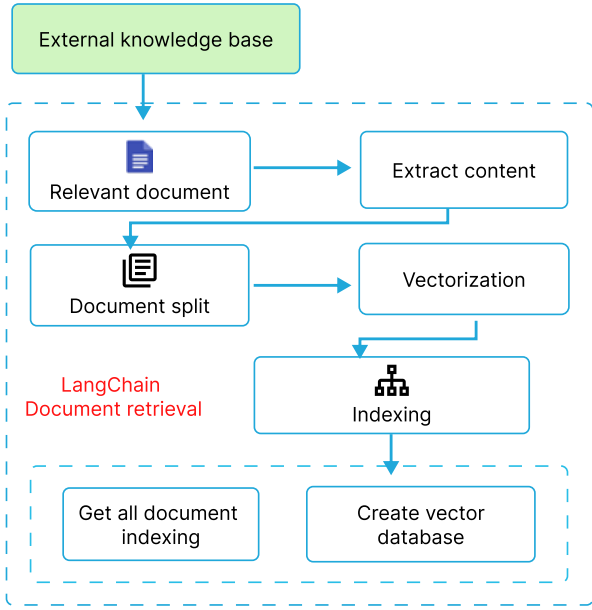 External knowledge base
Relevant document
Extract content
Document split
Vectorization
LangChain
Document retrieval
Indexing
Get all document
indexing
Create vector
database